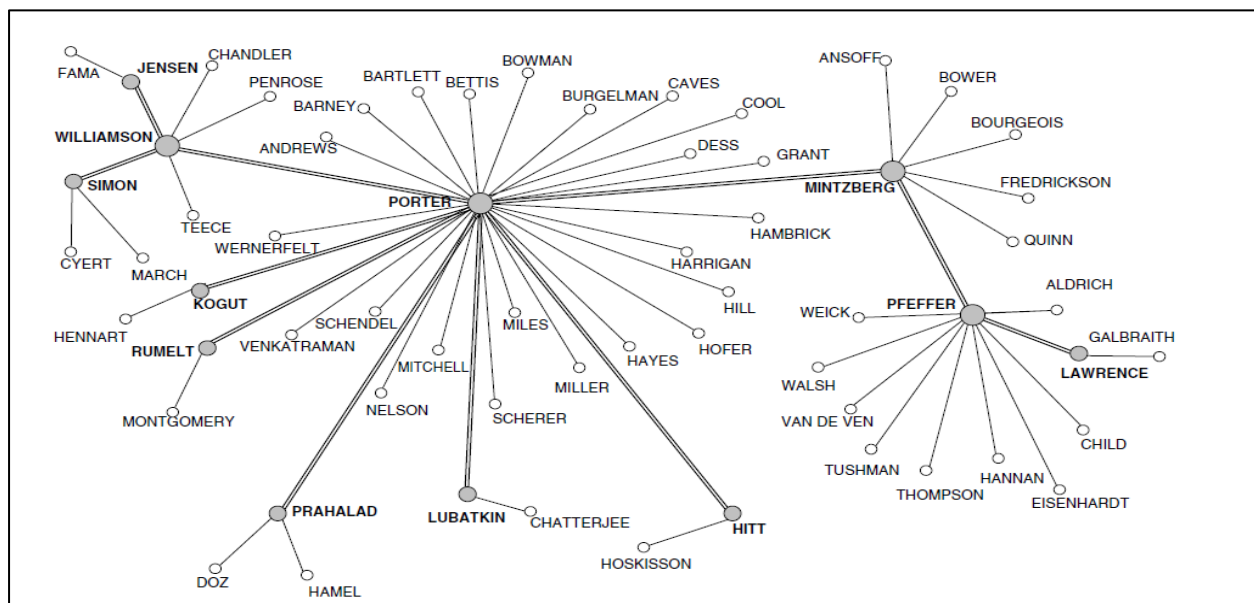 BOWMAN
CHANDLER
ANSOFF
JENSEN
FAMA
BARTLETT
BETTIS
CAVES
BOWER
PENROSE
BARNEY
BURGELMAN
COOL
BOURGEOIS
WILLIAMSON
ANDREWS
DESS
GRANT
SIMON
MINTZBERG
FREDRICKSON
PORTER
TEECE
WERNERFELT
HAMBRICK
QUINN
CYERT
MARCH
HARRIGAN
KOGUT
HILL
PFEFFER
ALDRICH
WEICK
HENNART
SCHENDEL
MILES
GALBRAITH
RUMELT
VENKATRAMAN
MITCHELL
HAYES
HOFER
LAWRENCE
MILLER
WALSH
NELSON
SCHERER
MONTGOMERY
VAN DE VEN
CHILD
TUSHMAN
HANNAN
THOMPSON
EISENHARDT
PRAHALAD
LUBATKIN
CHATTERJEE
HITT
HOSKISSON
DOZ
HAMEL